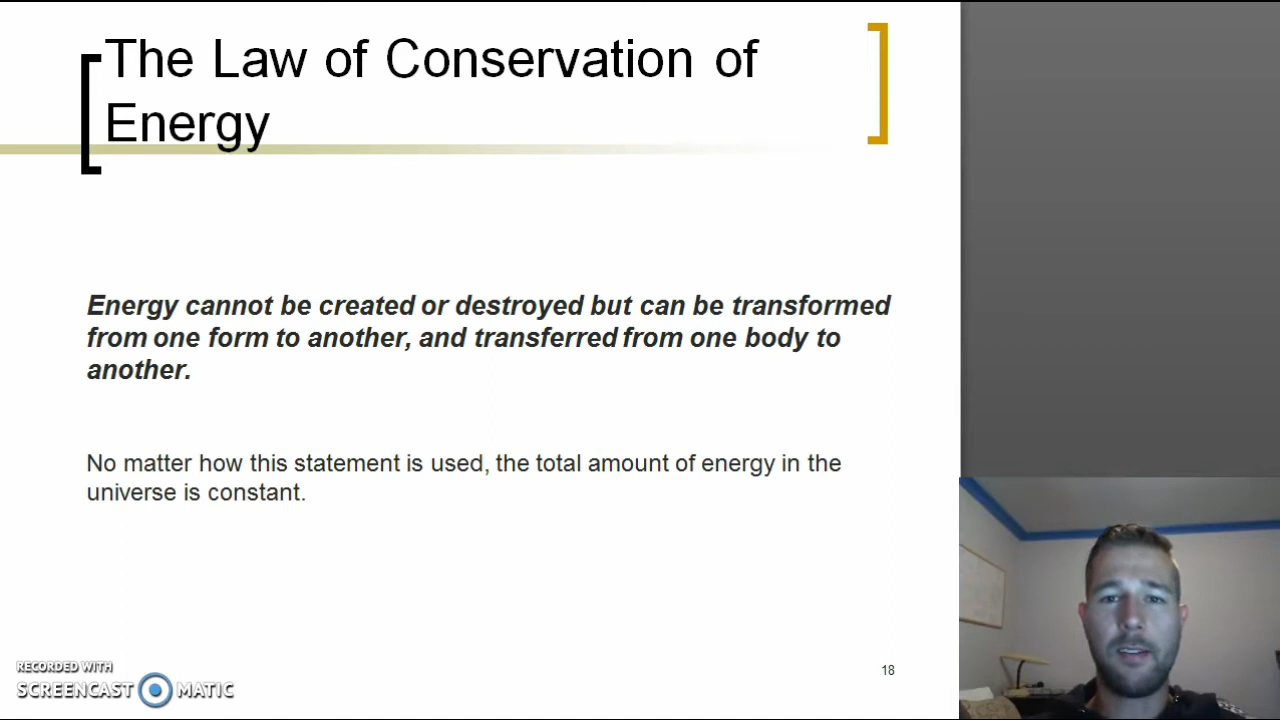 The Law of Conservation of
Energy
Energy cannot be created or destroyed but can be transformed
from one form to another, and transferred from one body to
another.
No matter how this statement is used, the total amount of energy in the
universe is constant.
18
RECORDED WITH
SCREENCAST MATIC